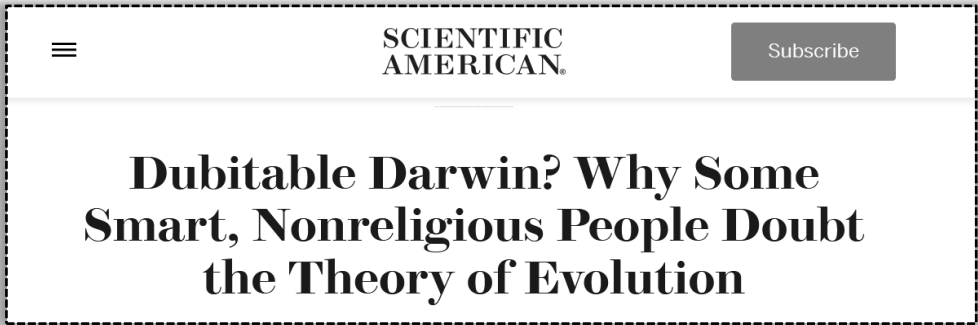 SCIENTIFIC
AMERICAN®
Subscribe
Dubitable Darwin? Why Some
Smart, Nonreligious People Doubt
the Theory of Evolution